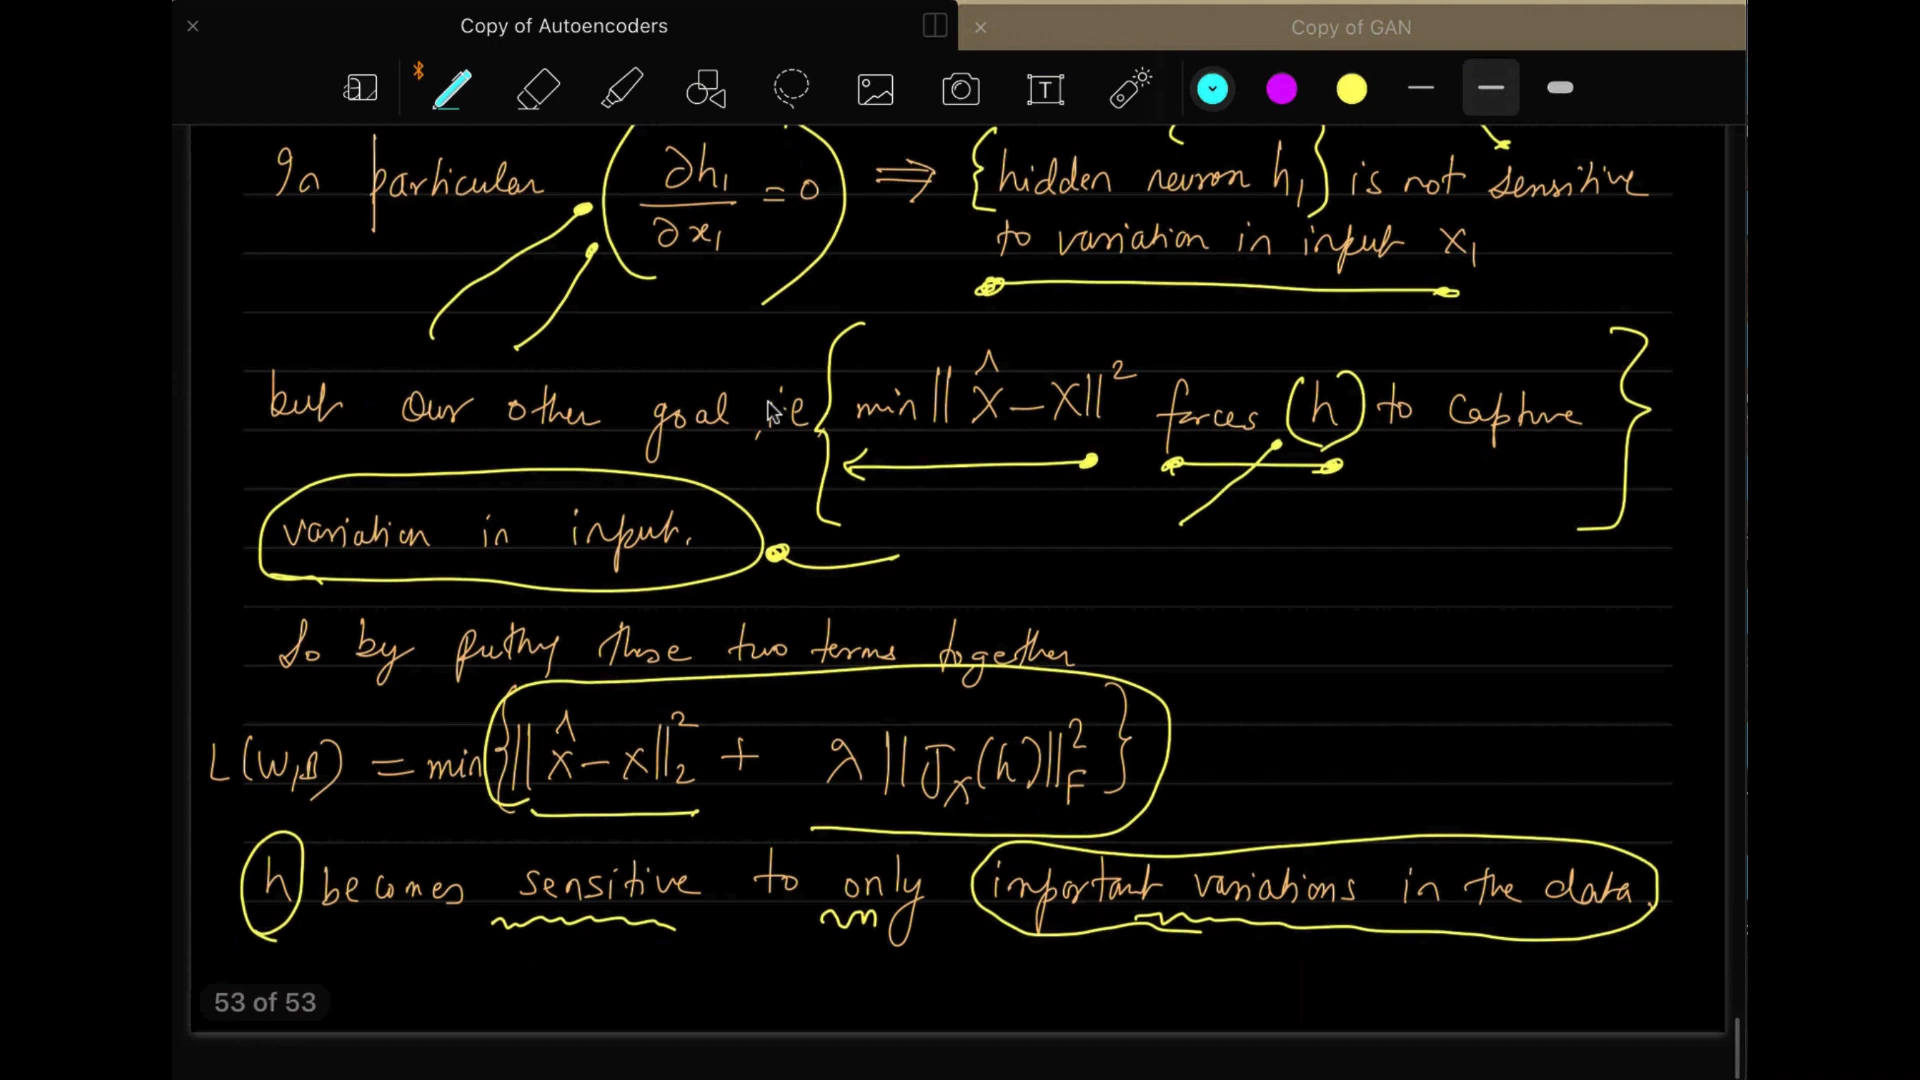 Copy of Autoencoders
Copy of GAN
In particular ( ∂h₁/∂x₁ = 0 ) ⇒ {hidden neuron h₁} is not sensitive
to variation in input x₁
but our other goal, ie { min || X̂ − X ||² forces (h) to capture }
variation in input.
So by putting these two terms together
L(W,B) = min { || x̂ − x ||₂² + λ || J_X(h) ||_F² }
h becomes sensitive to only important variations in the data.
53 of 53